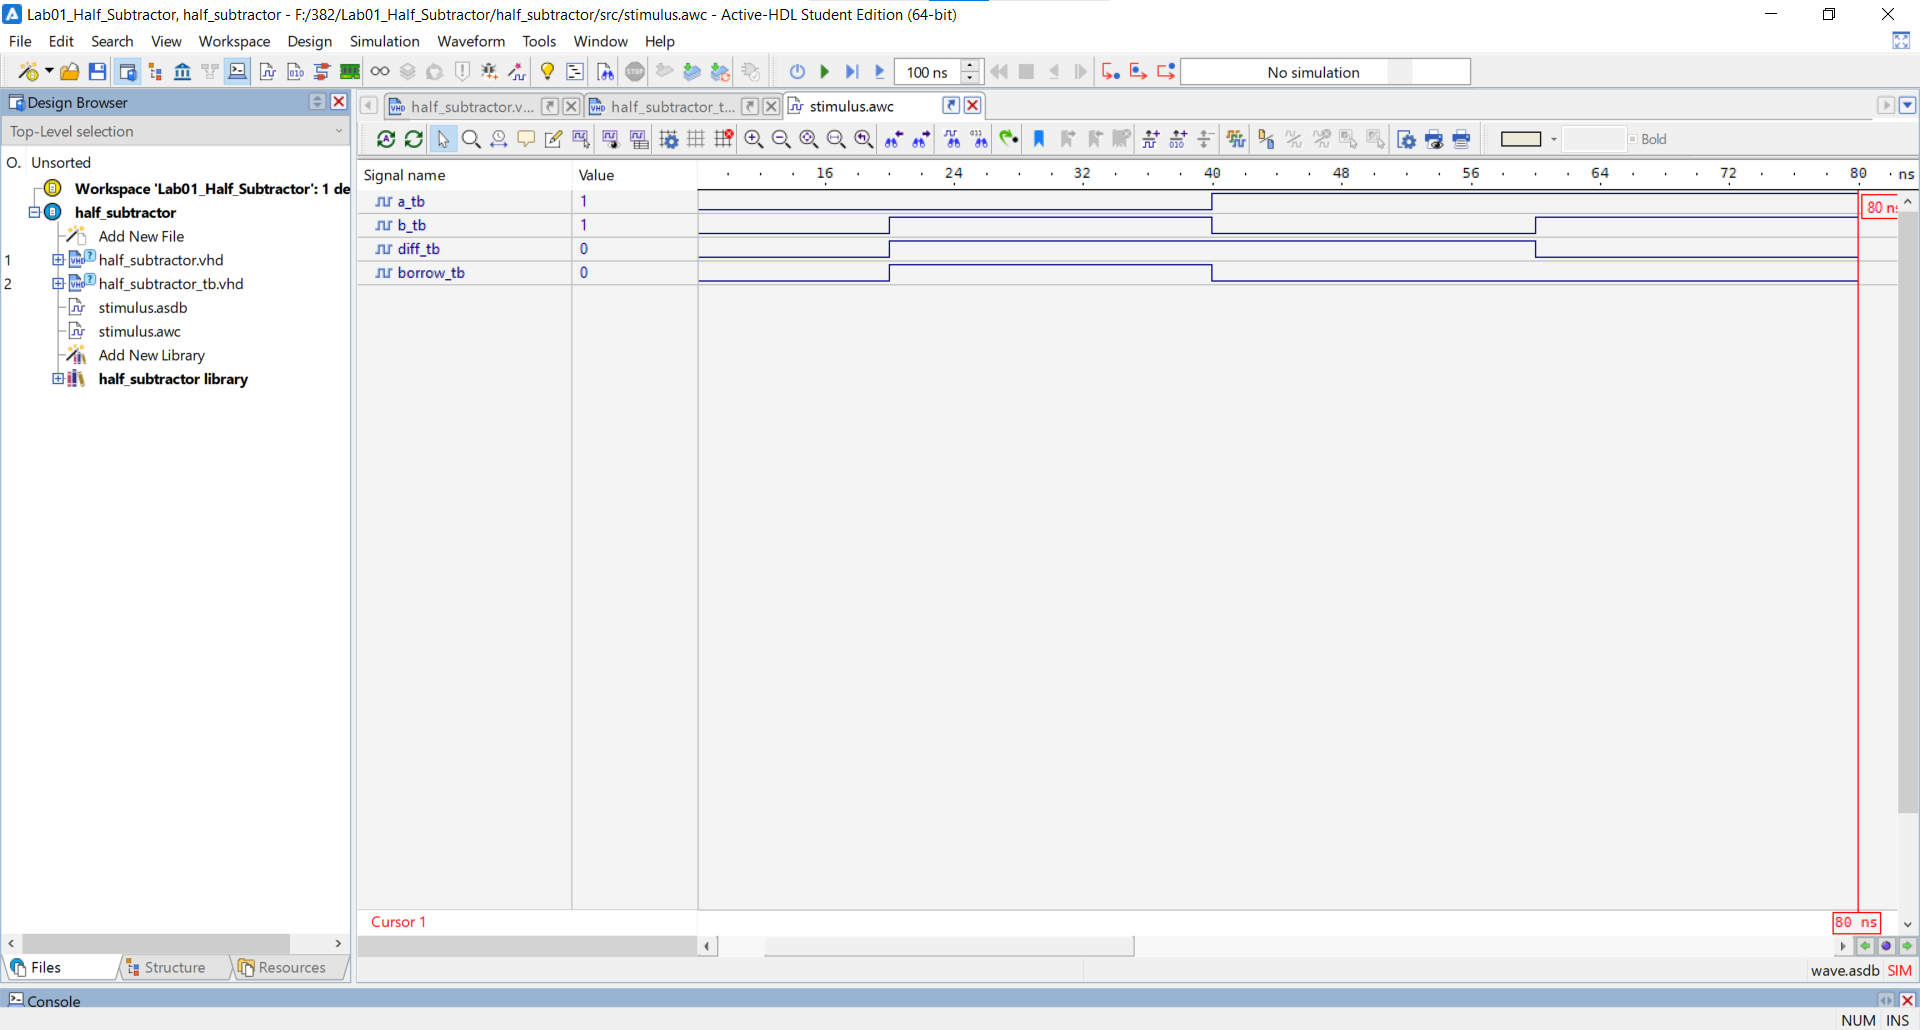 Lab01_Half_Subtractor, half_subtractor - F:/382/Lab01_Half_Subtractor/half_subtractor/src/stimulus.awc - Active-HDL Student Edition (64-bit)
File Edit Search View Workspace Design Simulation Waveform Tools Window Help
100 ns No simulation
Design Browser
half_subtractor.v... half_subtractor_t... stimulus.awc
Top-Level selection
Bold
O. Unsorted
Workspace 'Lab01_Half_Subtractor': 1 de
half_subtractor
Add New File
1 half_subtractor.vhd
2 half_subtractor_tb.vhd
stimulus.asdb
stimulus.awc
Add New Library
half_subtractor library
Signal name Value 16 24 32 40 48 56 64 72 80 ns
a_tb 1
80 ns
b_tb 1
diff_tb 0
borrow_tb 0
Cursor 1 80 ns
Files Structure Resources
wave.asdb SIM
Console
NUM INS